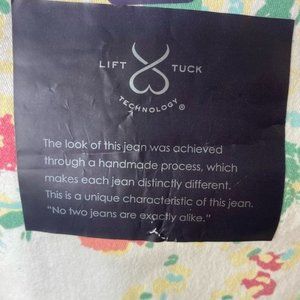 LIFT TUCK
TECHNOLOGY®
The look of this jean was achieved
through a handmade process, which
makes each jean distinctly different.
This is a unique characteristic of this jean.
"No two jeans are exactly alike."